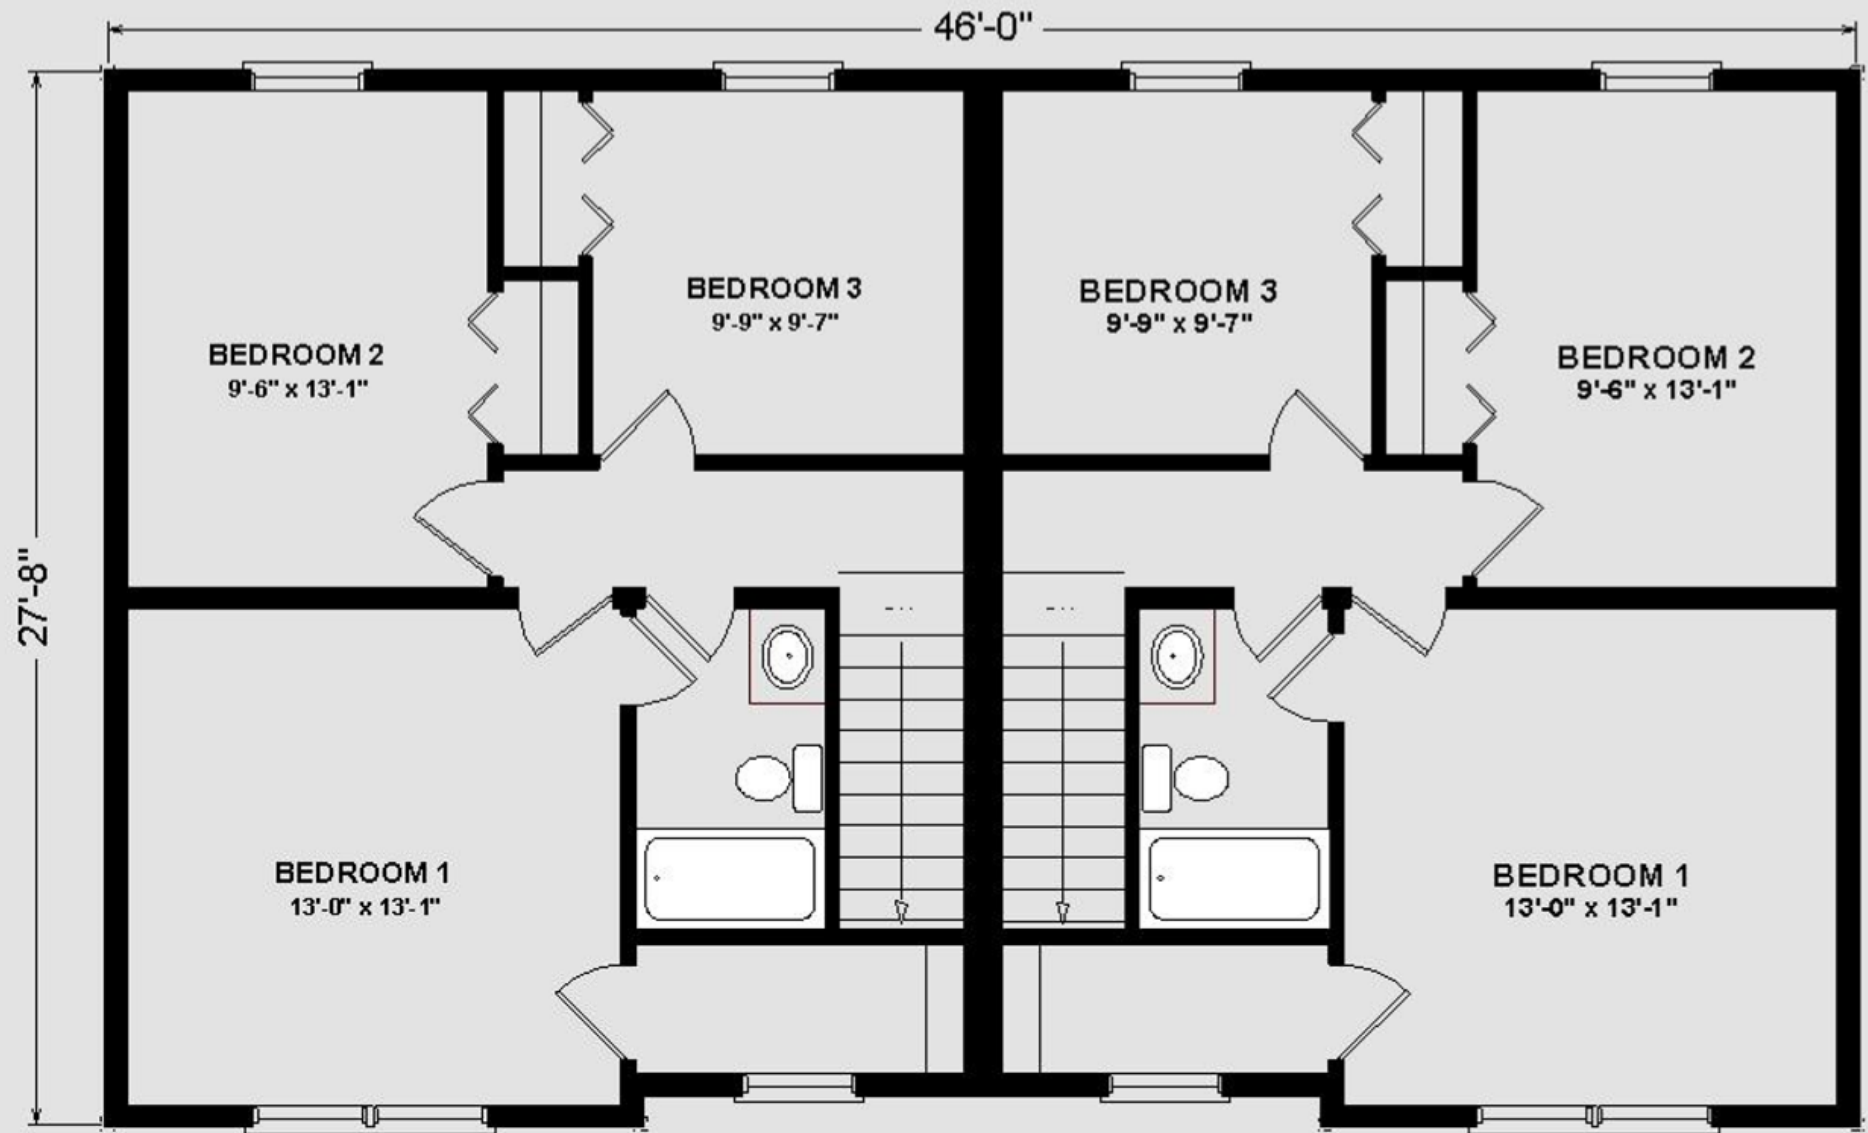 46'-0"
27'-8"
BEDROOM 2
9'-6" x 13'-1"
BEDROOM 3
9'-9" x 9'-7"
BEDROOM 3
9'-9" x 9'-7"
BEDROOM 2
9'-6" x 13'-1"
BEDROOM 1
13'-0" x 13'-1"
BEDROOM 1
13'-0" x 13'-1"